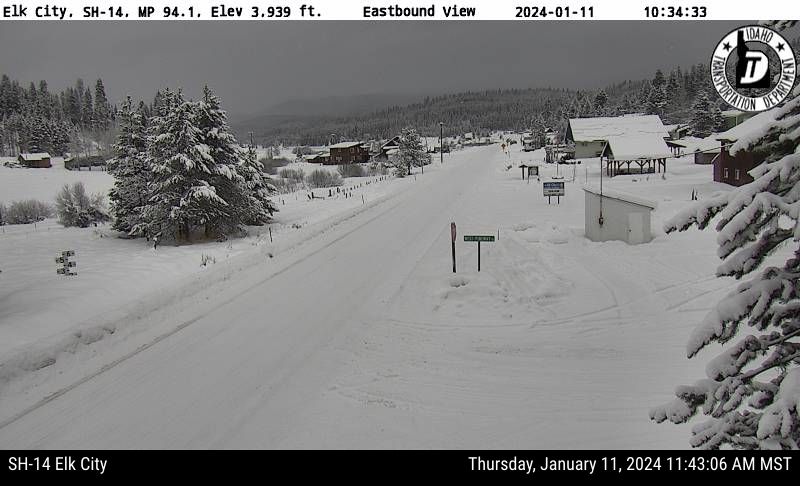 Elk City, SH-14, MP 94.1, Elev 3,939 ft. Eastbound View 2024-01-11 10:34:33
IDAHO
TRANSPORTATION DEPARTMENT
SH-14 Elk City Thursday, January 11, 2024 11:43:06 AM MST